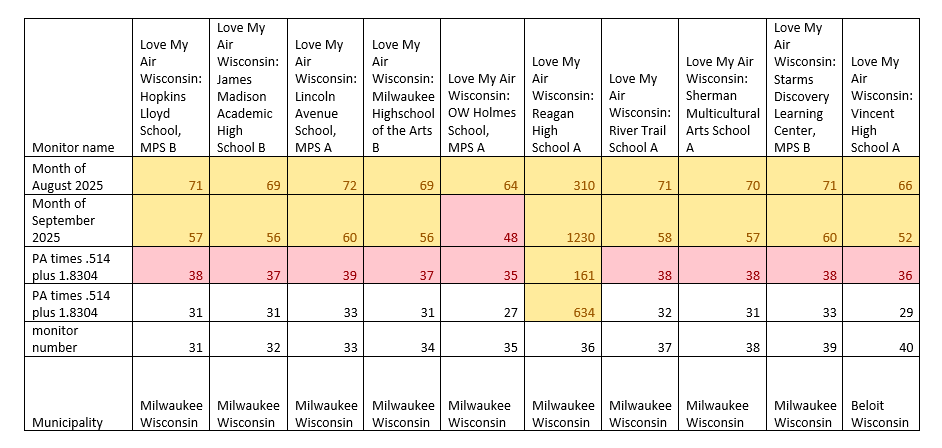 Monitor name
Love My
Air
Wisconsin:
Hopkins
Lloyd
School,
MPS B
Love My
Air
Wisconsin:
James
Madison
Academic
High
School B
Love My
Air
Wisconsin:
Lincoln
Avenue
School,
MPS A
Love My
Air
Wisconsin:
Milwaukee
Highschool
of the Arts
B
Love My Air
Wisconsin:
OW Holmes
School,
MPS A
Love My
Air
Wisconsin:
Reagan
High
School A
Love My
Air
Wisconsin:
River Trail
School A
Love My Air
Wisconsin:
Sherman
Multicultural
Arts School
A
Love My
Air
Wisconsin:
Starms
Discovery
Learning
Center,
MPS B
Love My
Air
Wisconsin:
Vincent
High
School A
Month of
August 2025
71 69 72 69 64 310 71 70 71 66
Month of
September
2025
57 56 60 56 48 1230 58 57 60 52
PA times .514
plus 1.8304
38 37 39 37 35 161 38 38 38 36
PA times .514
plus 1.8304
31 31 33 31 27 634 32 31 33 29
monitor
number
31 32 33 34 35 36 37 38 39 40
Municipality
Milwaukee
Wisconsin
Milwaukee
Wisconsin
Milwaukee
Wisconsin
Milwaukee
Wisconsin
Milwaukee
Wisconsin
Milwaukee
Wisconsin
Milwaukee
Wisconsin
Milwaukee
Wisconsin
Milwaukee
Wisconsin
Beloit
Wisconsin